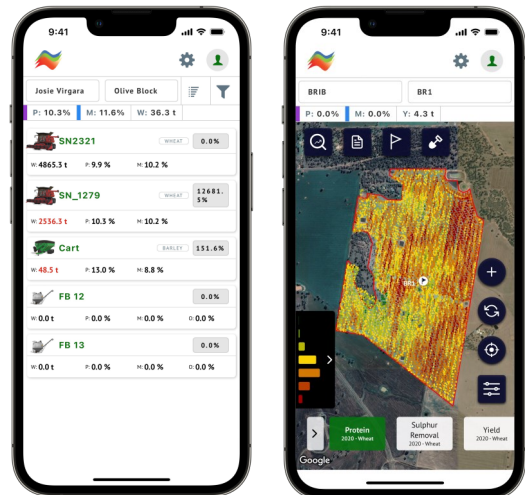 9:41
Josie Virgara
Olive Block
P: 10.3% M: 11.6% W: 36.3 t
SN2321 WHEAT 0.0%
W: 4865.3 t P: 9.9 % M: 10.2 %
SN_1279 WHEAT 12681.
3%
W: 2536.3 t P: 10.3 % M: 10.2 %
Cart BARLEY 151.6%
W: 48.5 t P: 13.0 % M: 8.8 %
FB 12 0.0%
W: 0.0 t P: 0.0 % M: 0.0 % D: 0.0 %
FB 13 0.0%
W: 0.0 t P: 0.0 % M: 0.0 % D: 0.0 %
9:41
BRIB
BR1
P: 0.0% M: 0.0% Y: 4.3 t
BR1
Protein
2020 - Wheat
Sulphur
Removal
2020 - Wheat
Yield
2020 - Wheat
Google